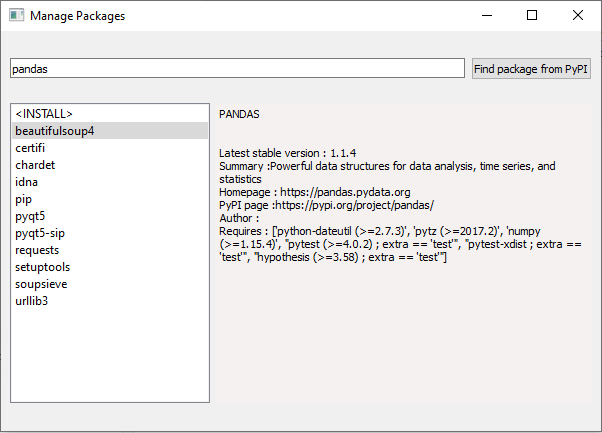 Manage Packages
pandas
Find package from PyPI
<INSTALL>
beautifulsoup4
certifi
chardet
idna
pip
pyqt5
pyqt5-sip
requests
setuptools
soupsieve
urllib3
PANDAS
Latest stable version : 1.1.4
Summary :Powerful data structures for data analysis, time series, and
statistics
Homepage : https://pandas.pydata.org
PyPI page :https://pypi.org/project/pandas/
Author :
Requires : ['python-dateutil (>=2.7.3)', 'pytz (>=2017.2)', 'numpy
(>=1.15.4)', "pytest (>=4.0.2) ; extra == 'test'", "pytest-xdist ; extra ==
'test'", "hypothesis (>=3.58) ; extra == 'test'"]